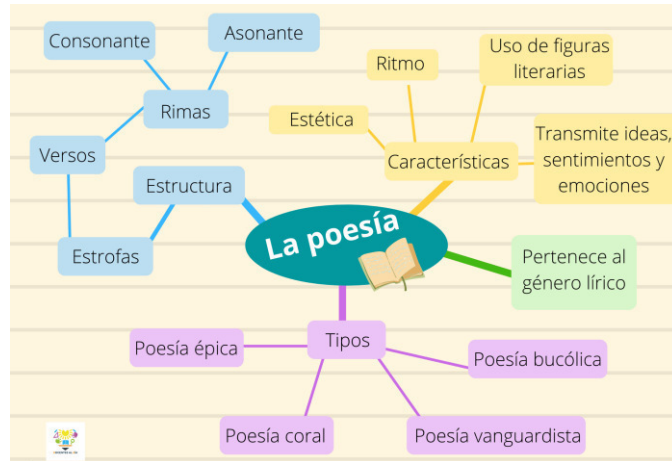 Consonante
Asonante
Rimas
Versos
Estructura
Estrofas
Ritmo
Uso de figuras
literarias
Estética
Características
Transmite ideas,
sentimientos y
emociones
La poesía
Pertenece al
género lírico
Tipos
Poesía épica
Poesía bucólica
Poesía coral
Poesía vanguardista